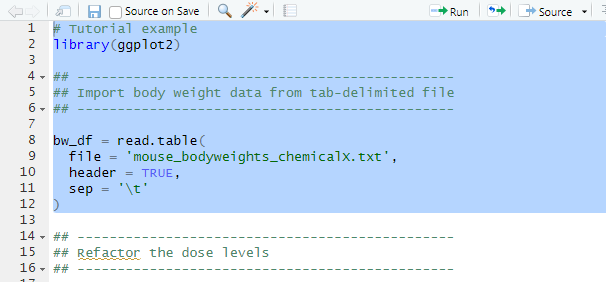 Source on Save Run Source
1 # Tutorial example
2 library(ggplot2)
3
4 ## -----------------------------------------------
5 ## Import body weight data from tab-delimited file
6 ## -----------------------------------------------
7
8 bw_df = read.table(
9   file = 'mouse_bodyweights_chemicalX.txt',
10   header = TRUE,
11   sep = '\t'
12 )
13
14 ## -----------------------------------------------
15 ## Refactor the dose levels
16 ## -----------------------------------------------